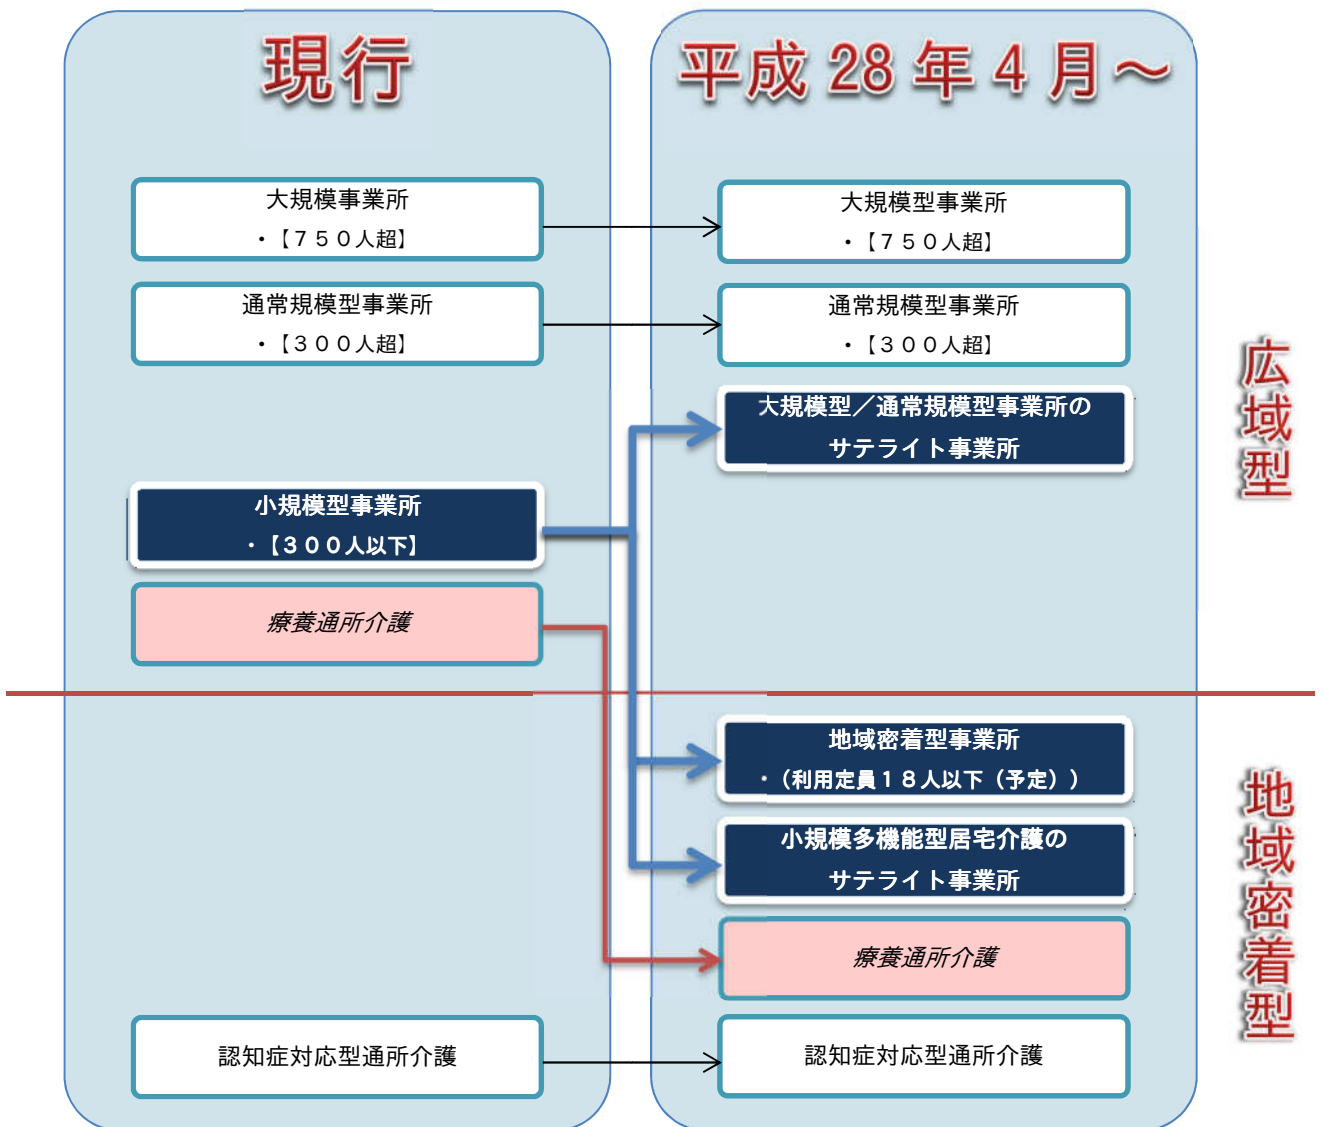 現行
大規模事業所
・【７５０人超】
通常規模型事業所
・【３００人超】
小規模型事業所
・【３００人以下】
療養通所介護
認知症対応型通所介護
平成 28 年 4 月～
大規模型事業所
・【７５０人超】
通常規模型事業所
・【３００人超】
大規模型／通常規模型事業所の
サテライト事業所
地域密着型事業所
・（利用定員１８人以下（予定））
小規模多機能型居宅介護の
サテライト事業所
療養通所介護
認知症対応型通所介護
広域型
地域密着型